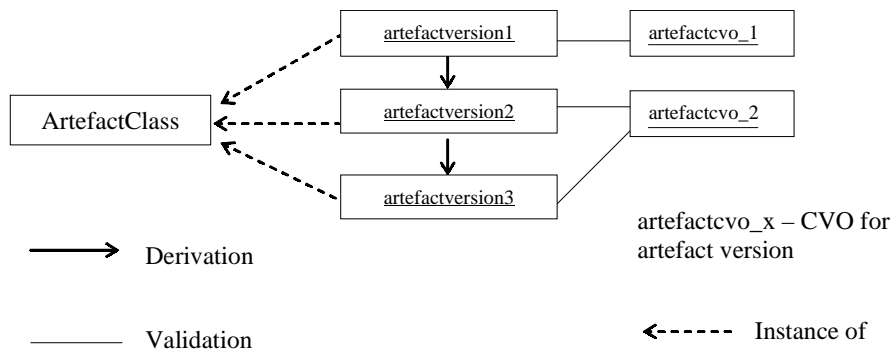 artefactversion1
artefactcvo_1
ArtefactClass
artefactversion2
artefactcvo_2
artefactversion3
artefactcvo_x – CVO for
artefact version
Derivation
Validation
Instance of